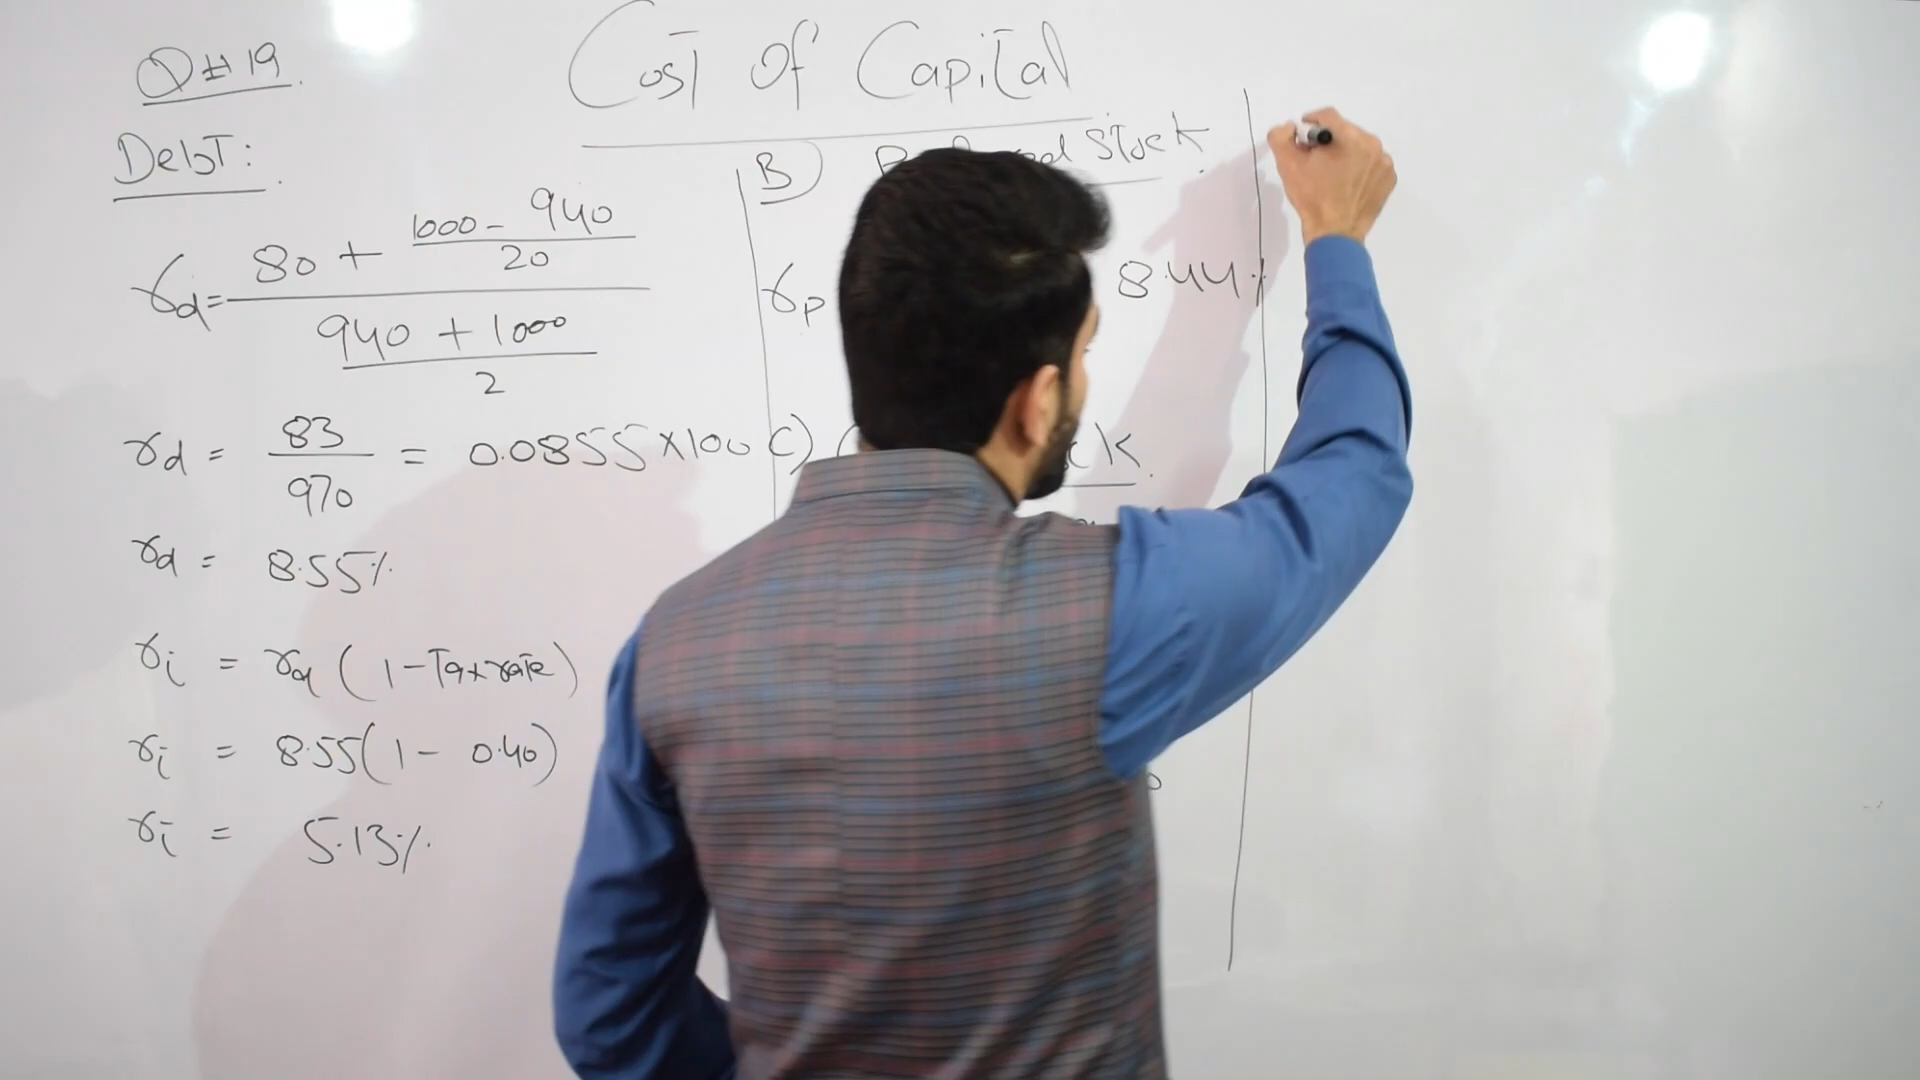 Q#19
Cost Of Capital
Debt:
rd = 80 + 1000 - 940
20
940 + 1000
2
rd = 83 = 0.0855 x 100
970
rd = 8.55%
ri = rd (1 - Tax rate)
ri = 8.55 (1 - 0.40)
ri = 5.13%
B) Stock
rp 8.44%
C)